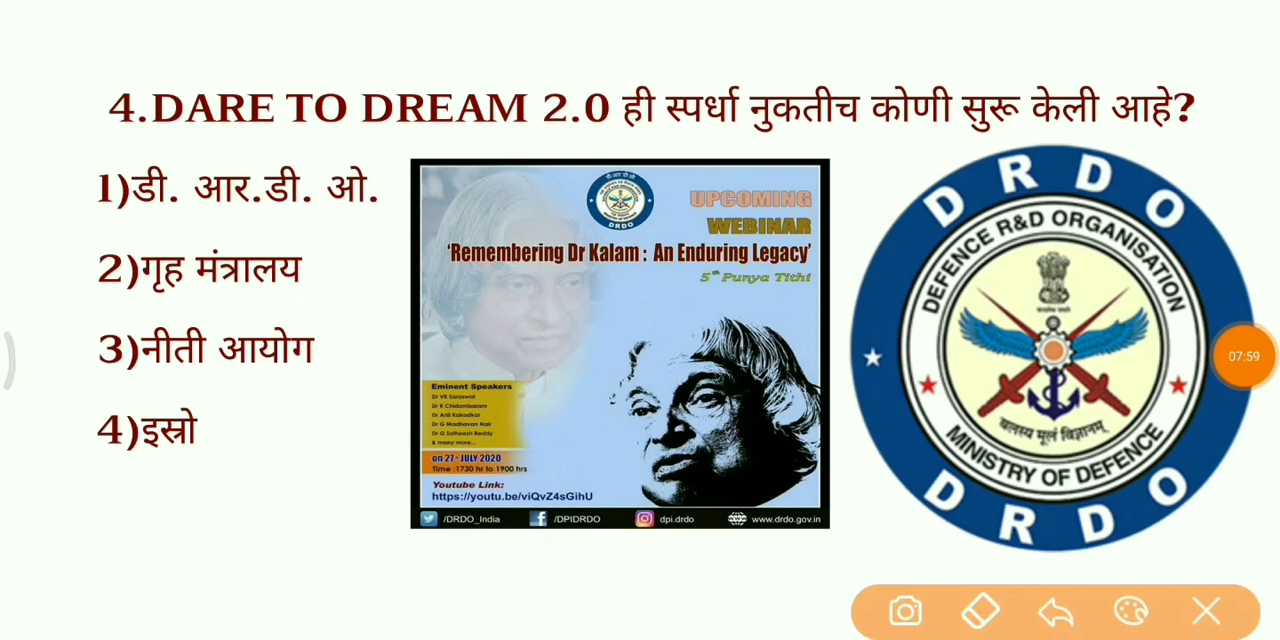 4.DARE TO DREAM 2.0 ही स्पर्धा नुकतीच कोणी सुरू केली आहे?
1)डी. आर.डी. ओ.
2)गृह मंत्रालय
3)नीती आयोग
4)इस्रो
DRDO
UPCOMING
WEBINAR
'Remembering Dr Kalam : An Enduring Legacy'
5th Punya Tithi
Eminent Speakers
Dr VK Saraswat
Dr R Chidambaram
Dr Anil Kakodkar
Dr G Madhavan Nair
Dr G Satheesh Reddy
& many more...
on 27th JULY 2020
Time :1730 hr to 1900 hrs
Youtube Link:
https://youtu.be/viQvZ4sGihU
/DRDO_India
/DPIDRDO
dpi.drdo
www.drdo.gov.in
DRDO
DEFENCE R&D ORGANISATION
बलस्य मूलं विज्ञानम्
MINISTRY OF DEFENCE
DRDO
07:59